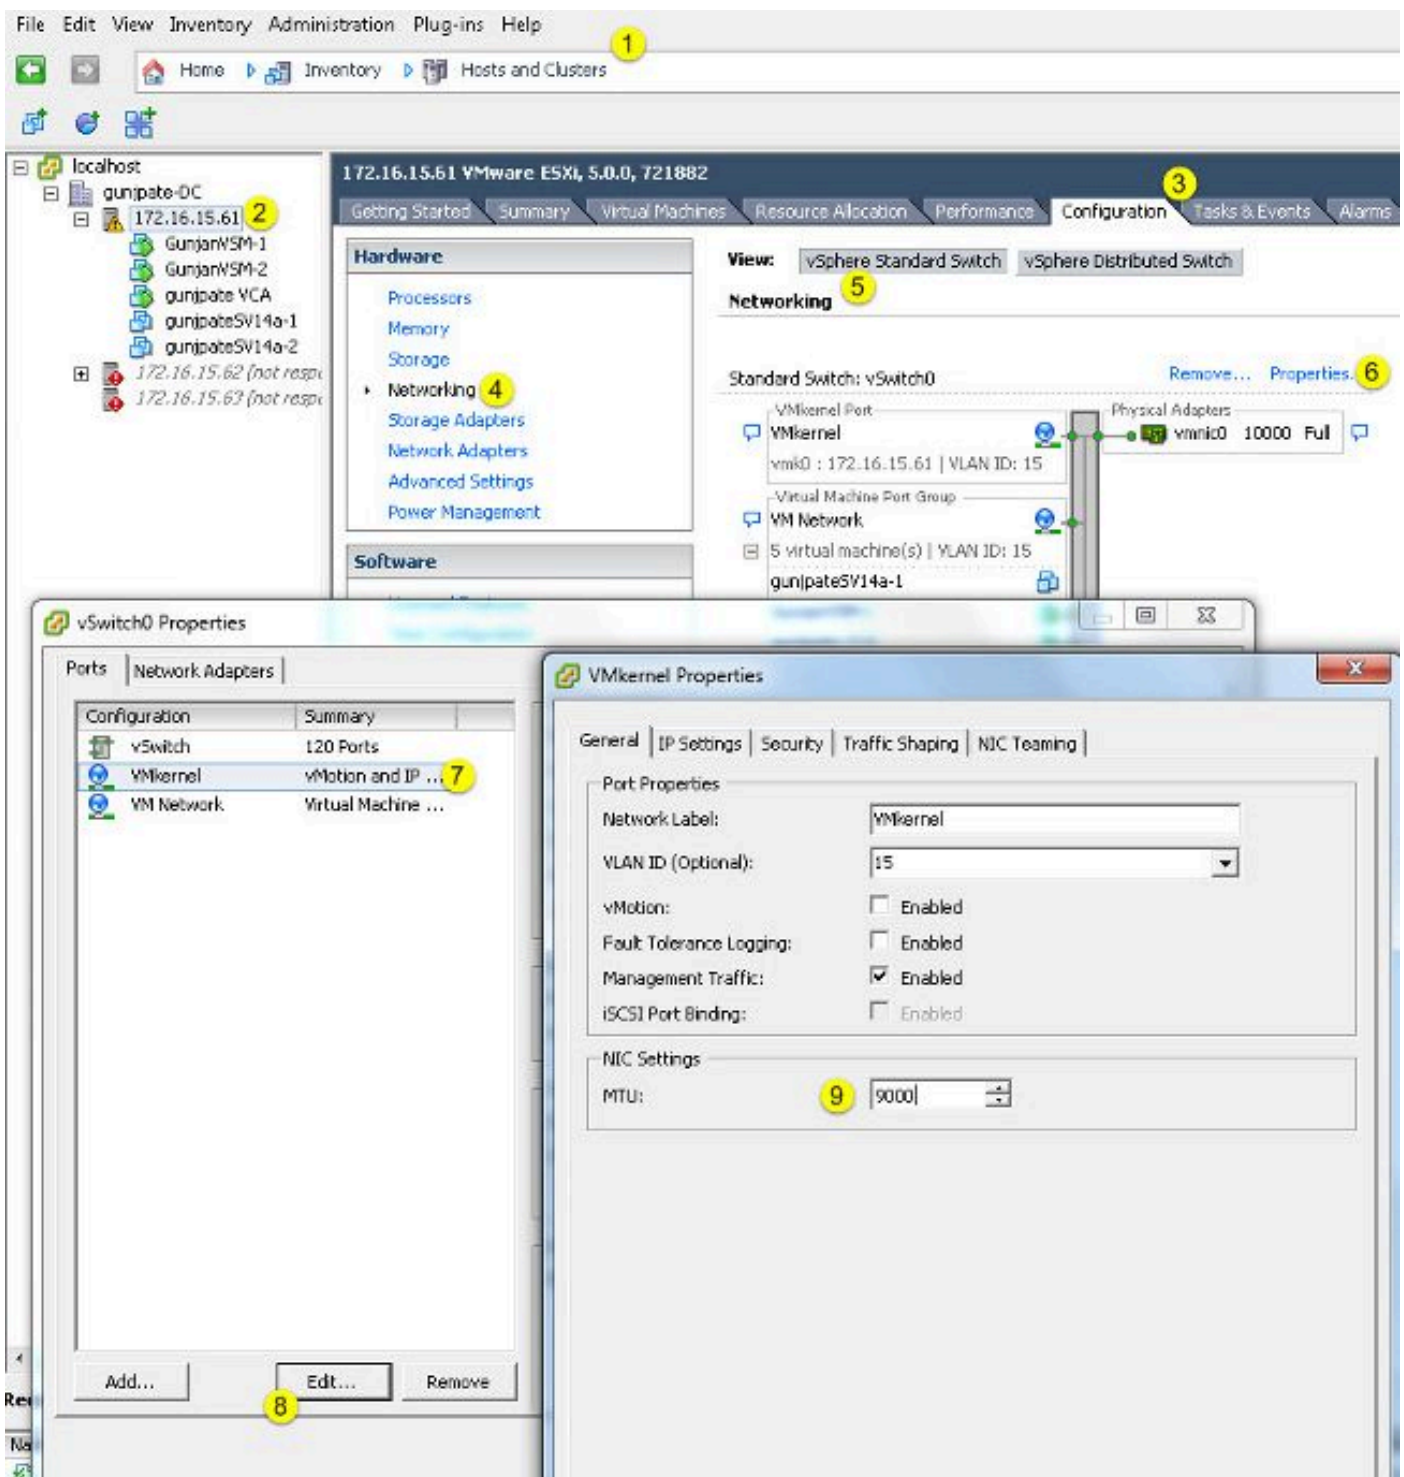 File Edit View Inventory Administration Plug-ins Help
1
Home Inventory Hosts and Clusters
localhost
gunjpate-DC
172.16.15.61 2
GunjanVSM-1
GunjanVSM-2
gunjpate VCA
gunjpateSV14a-1
gunjpateSV14a-2
172.16.15.62 (not resp
172.16.15.63 (not resp
172.16.15.61 VMware ESXi, 5.0.0, 721882
3
Getting Started Summary Virtual Machines Resource Allocation Performance Configuration Tasks & Events Alarms
Hardware
Processors
Memory
Storage
Networking 4
Storage Adapters
Network Adapters
Advanced Settings
Power Management
Software
View: vSphere Standard Switch vSphere Distributed Switch
5
Networking
Standard Switch: vSwitch0 Remove... Properties. 6
VMkernel Port
VMkernel
vmk0 : 172.16.15.61 | VLAN ID: 15
Physical Adapters
vmnic0 10000 Full
Virtual Machine Port Group
VM Network
5 virtual machine(s) | VLAN ID: 15
gunjpateSV14a-1
vSwitch0 Properties
Ports Network Adapters
Configuration Summary
vSwitch 120 Ports
VMkernel vMotion and IP ... 7
VM Network Virtual Machine ...
Add... Edit... Remove
8
VMkernel Properties
General IP Settings Security Traffic Shaping NIC Teaming
Port Properties
Network Label: VMkernel
VLAN ID (Optional): 15
vMotion: Enabled
Fault Tolerance Logging: Enabled
Management Traffic: Enabled
iSCSI Port Binding: Enabled
NIC Settings
MTU: 9 9000
Rec
Na